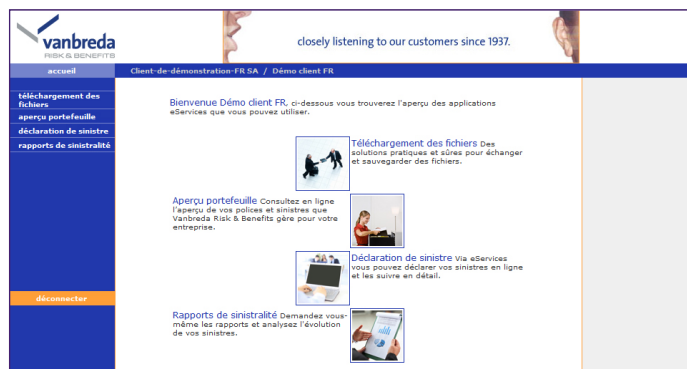 vanbreda
RISK & BENEFITS
closely listening to our customers since 1937.
accueil
Client-de-démonstration-FR SA / Démo client FR
téléchargement des
fichiers
aperçu portefeuille
déclaration de sinistre
rapports de sinistralité
déconnecter
Bienvenue Démo client FR, ci-dessous vous trouverez l'aperçu des applications
eServices que vous pouvez utiliser.
Téléchargement des fichiers Des
solutions pratiques et sûres pour échanger
et sauvegarder des fichiers.
Aperçu portefeuille Consultez en ligne
l'aperçu de vos polices et sinistres que
Vanbreda Risk & Benefits gère pour votre
entreprise.
Déclaration de sinistre Via eServices
vous pouvez déclarer vos sinistres en ligne
et les suivre en détail.
Rapports de sinistralité Demandez vous-
même les rapports et analysez l'évolution
de vos sinistres.